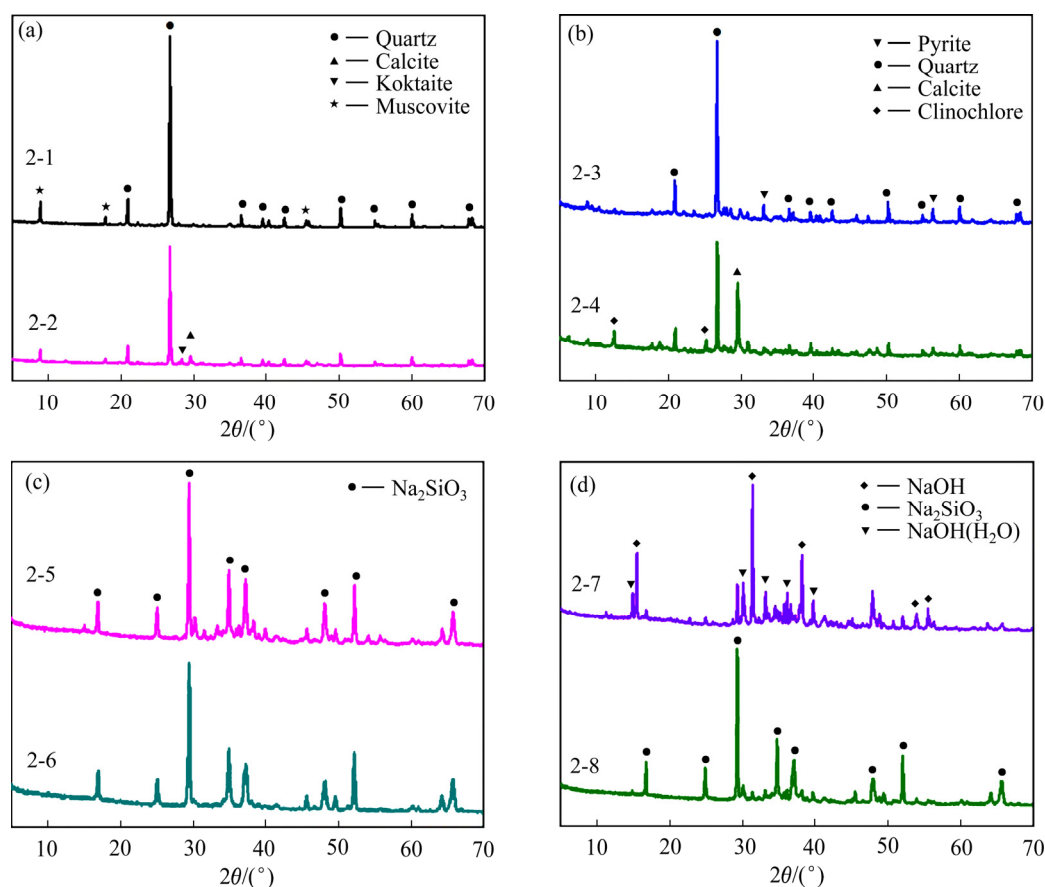 (a)
● — Quartz
▲ — Calcite
▼ — Koktaite
★ — Muscovite
2-1
2-2
10 20 30 40 50 60 70
2θ/(°)
(b)
▼ — Pyrite
● — Quartz
▲ — Calcite
◆ — Clinochlore
2-3
2-4
10 20 30 40 50 60 70
2θ/(°)
(c)
● — Na₂SiO₃
2-5
2-6
10 20 30 40 50 60 70
2θ/(°)
(d)
◆ — NaOH
● — Na₂SiO₃
▼ — NaOH(H₂O)
2-7
2-8
10 20 30 40 50 60 70
2θ/(°)